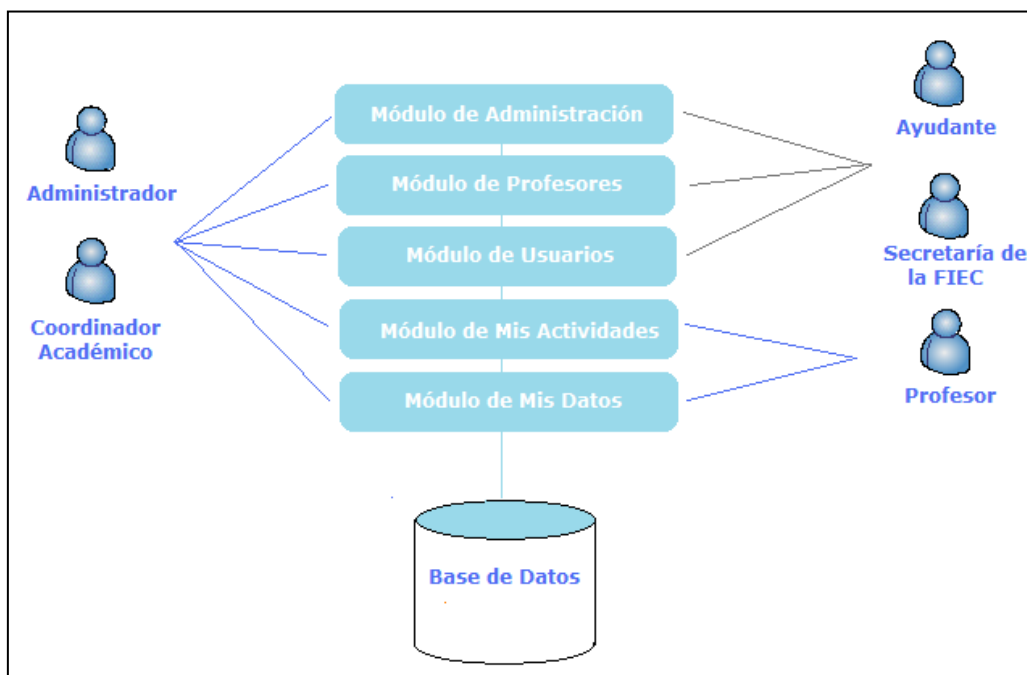 Administrador
Coordinador
Académico
Módulo de Administración
Módulo de Profesores
Módulo de Usuarios
Módulo de Mis Actividades
Módulo de Mis Datos
Base de Datos
Ayudante
Secretaría de
la FIEC
Profesor